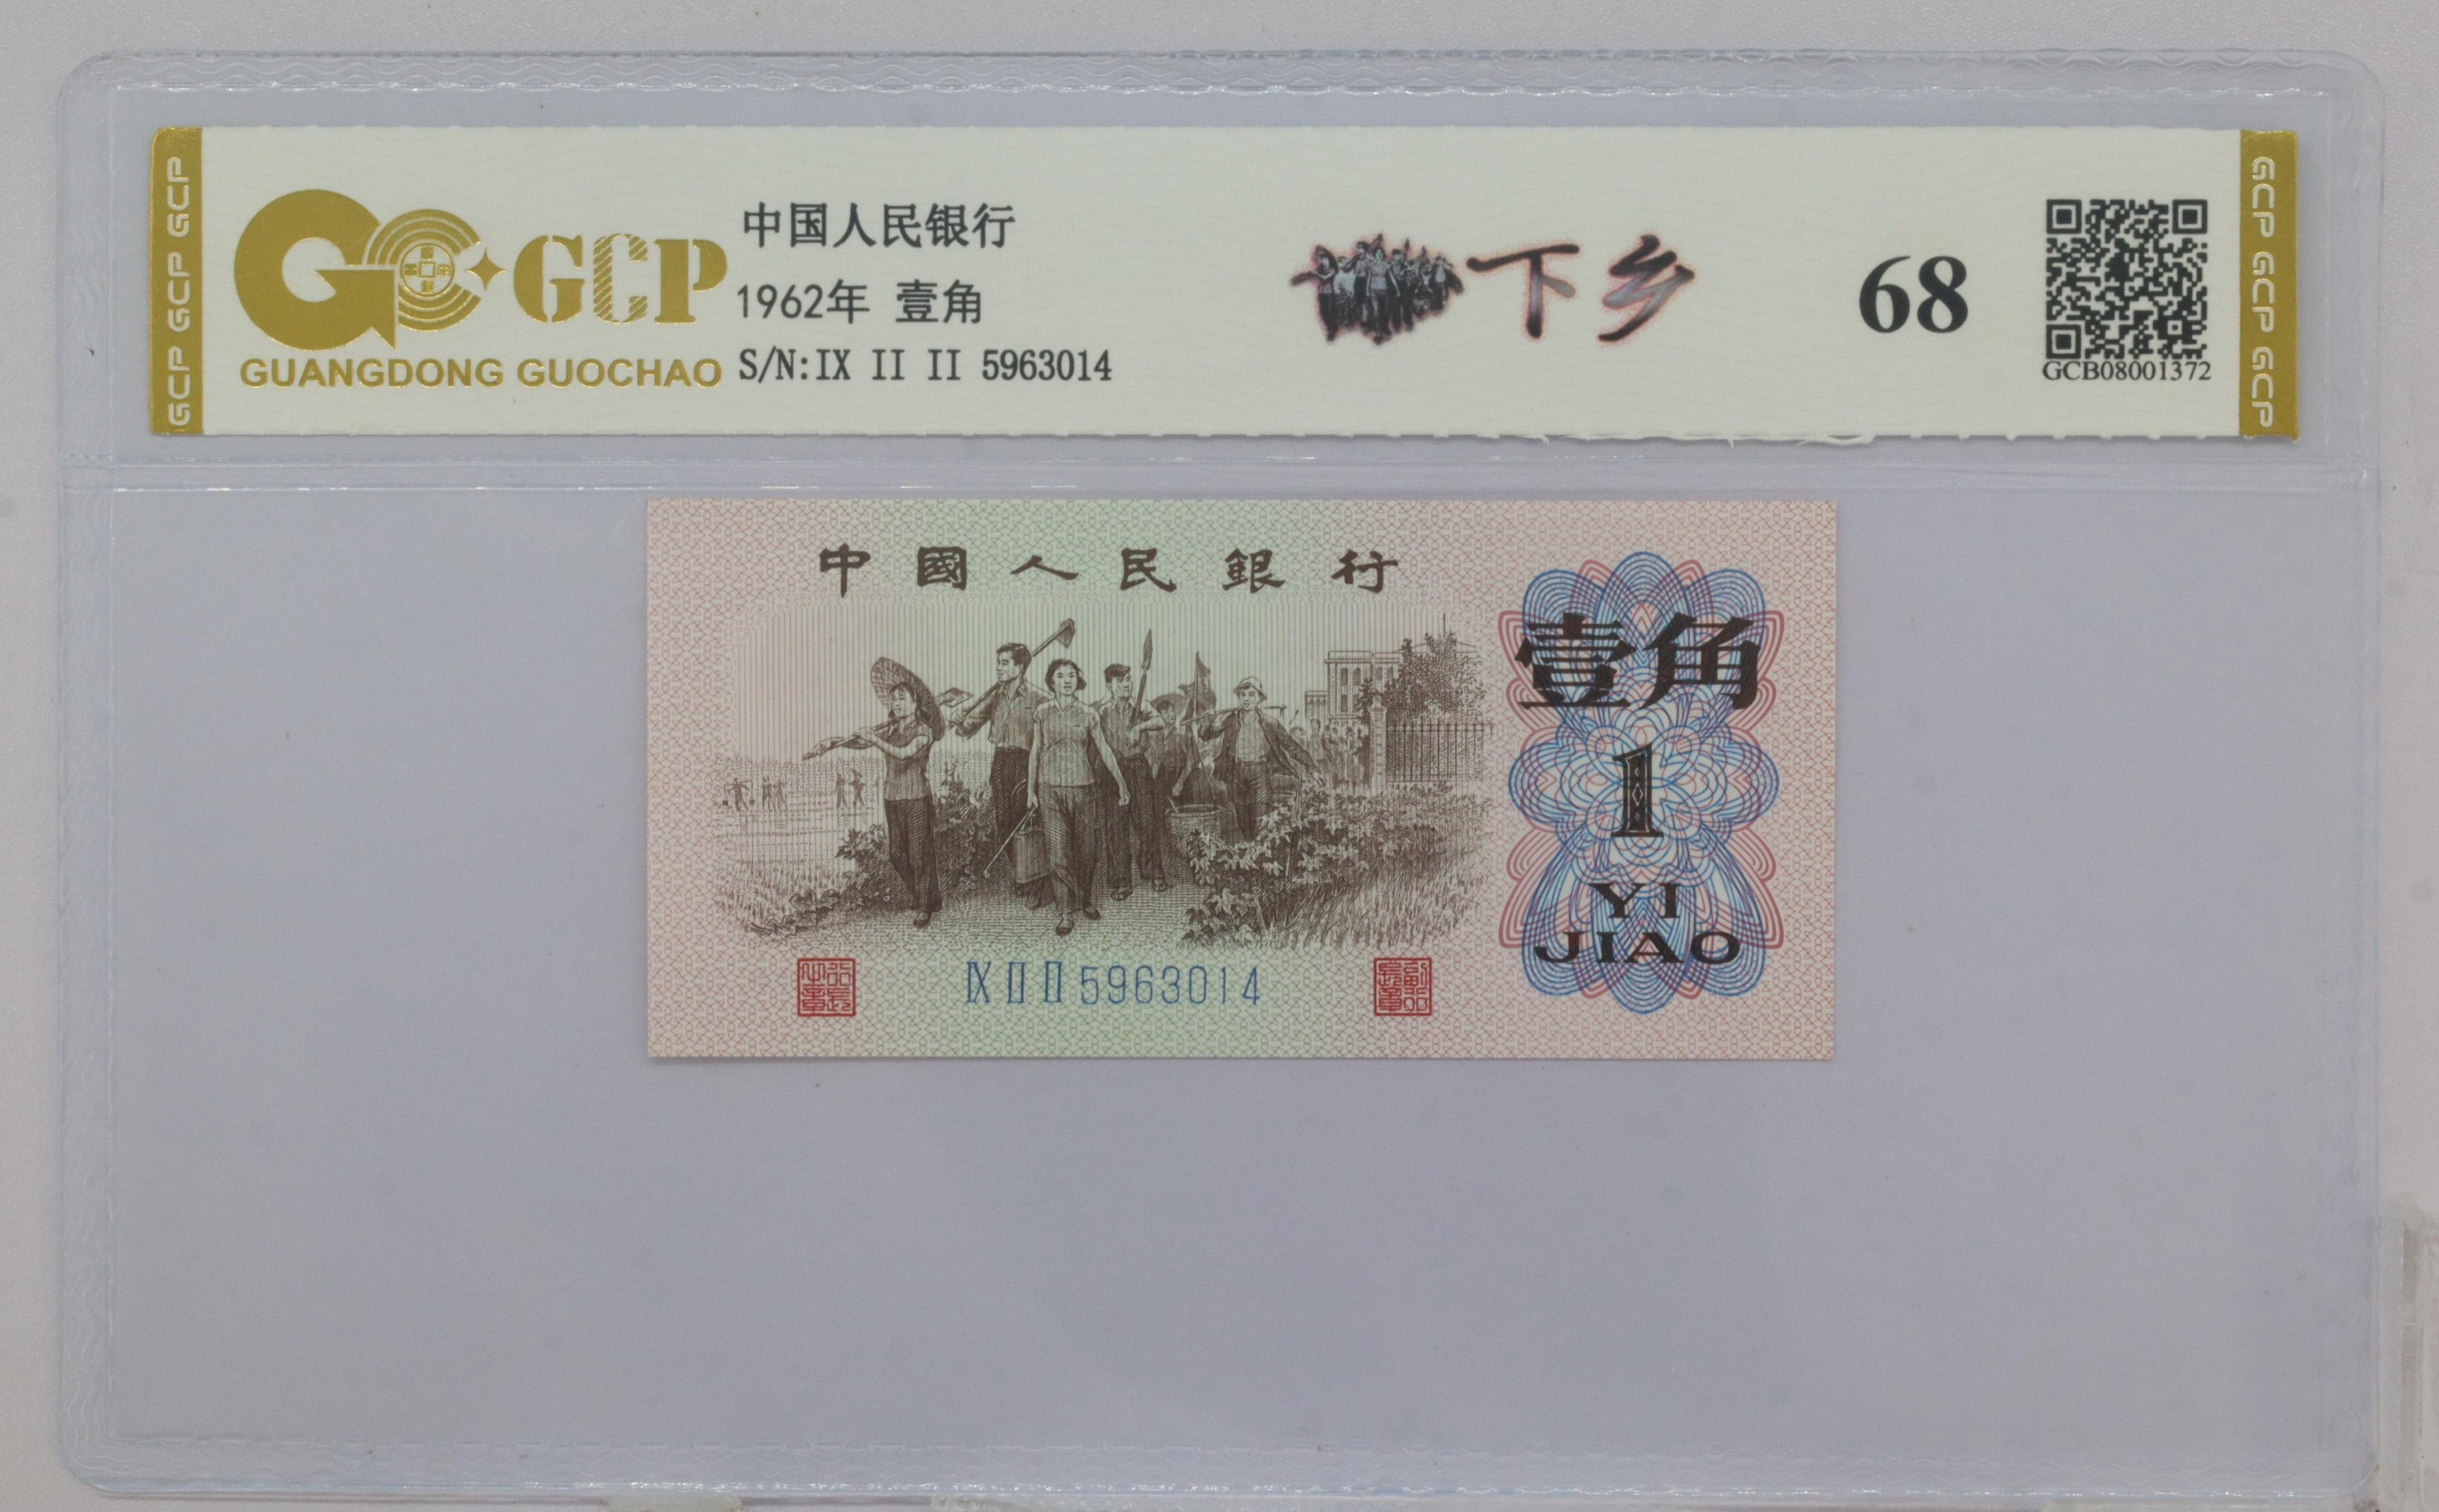 GCP GCP GCP
GCP
GUANGDONG GUOCHAO
中国人民银行
1962年 壹角
S/N:IX II II 5963014
下乡
68
GCB08001372
GCP GCP GCP
中國人民銀行
壹角
1
YI
JIAO
IX II II 5963014